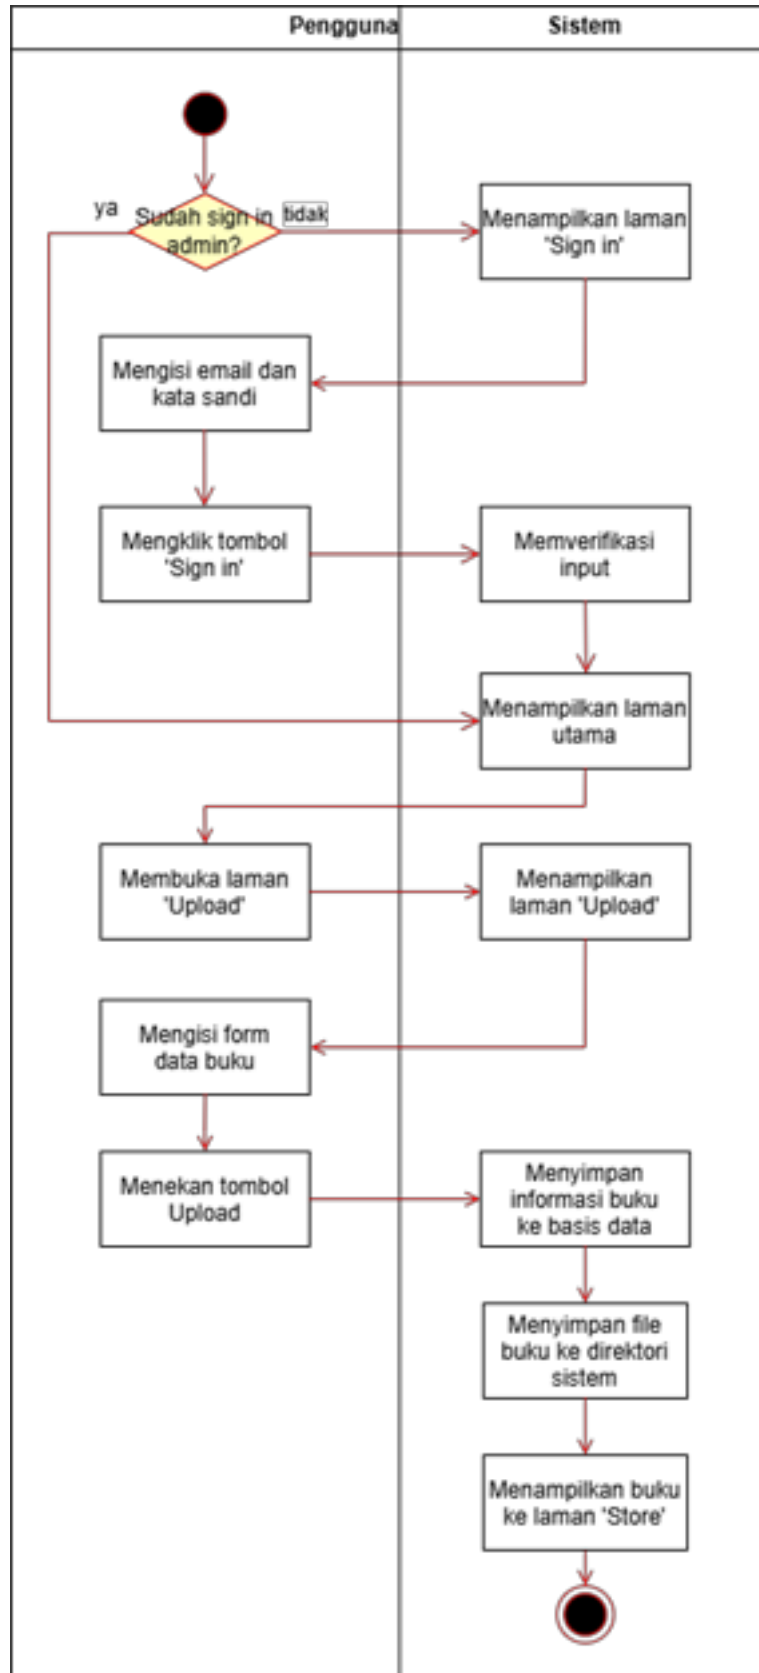 Pengguna
Sistem
ya
Sudah sign in
admin?
tidak
Menampilkan laman
'Sign in'
Mengisi email dan
kata sandi
Mengklik tombol
'Sign in'
Memverifikasi
input
Menampilkan laman
utama
Membuka laman
'Upload'
Menampilkan
laman 'Upload'
Mengisi form
data buku
Menekan tombol
Upload
Menyimpan
informasi buku
ke basis data
Menyimpan file
buku ke direktori
sistem
Menampilkan buku
ke laman 'Store'